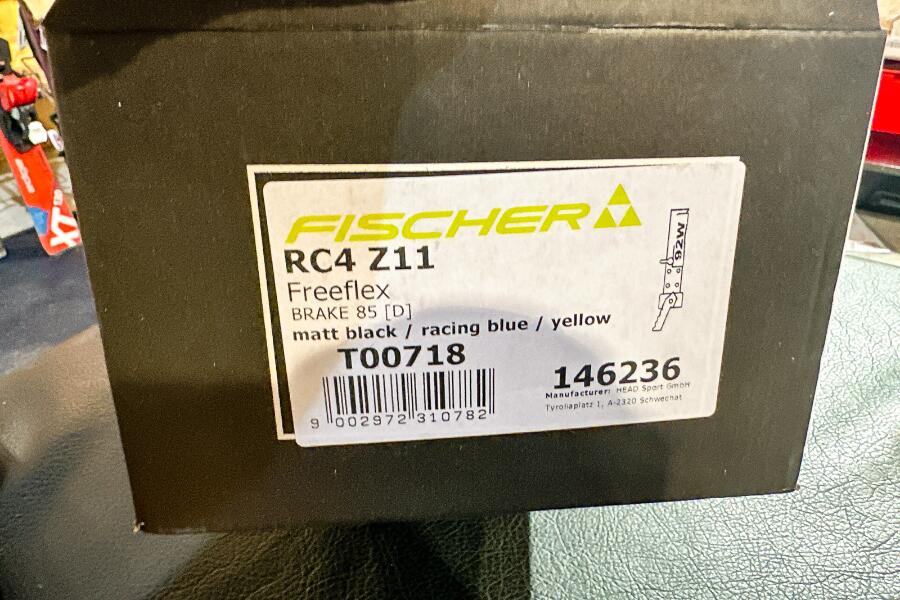 FISCHER
RC4 Z11
Freeflex
BRAKE 85 [D]
matt black / racing blue / yellow
T00718
9 002972 310782
92W
146236
Manufacturer: HEAD Sport GmbH
Tyroliaplatz 1, A-2320 Schwechat
XT